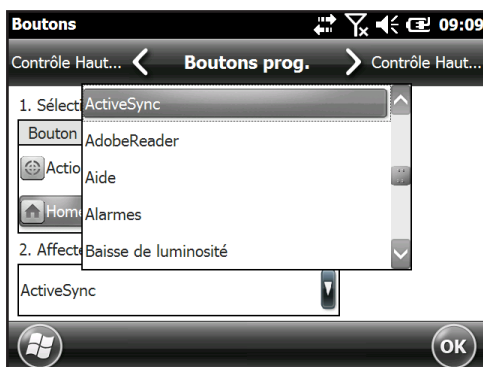 Boutons 09:09
Contrôle Haut... Boutons prog. Contrôle Haut...
1. Sélecti
ActiveSync
Bouton
AdobeReader
Actio
Aide
Home
Alarmes
2. Affecte
Baisse de luminosité
ActiveSync
OK